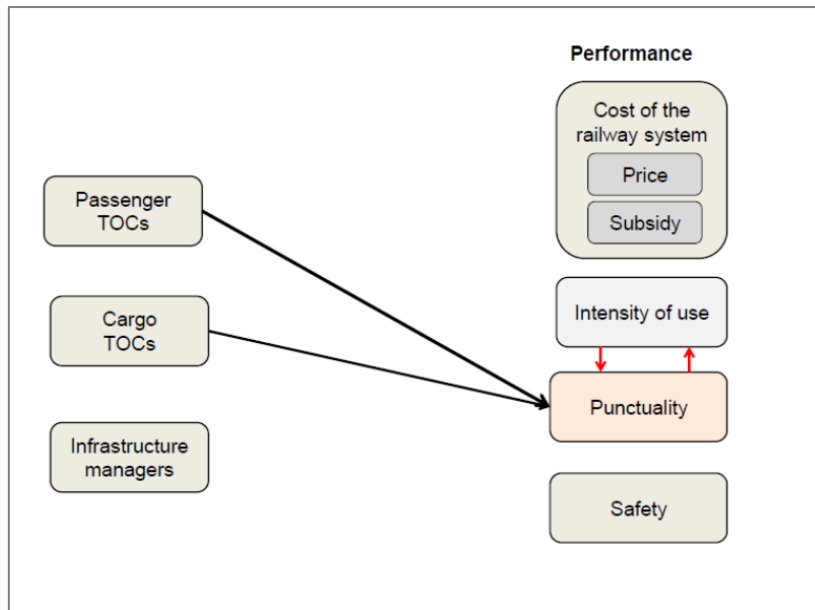 Performance
Cost of the
railway system
Price
Subsidy
Passenger
TOCs
Intensity of use
Cargo
TOCs
Punctuality
Infrastructure
managers
Safety